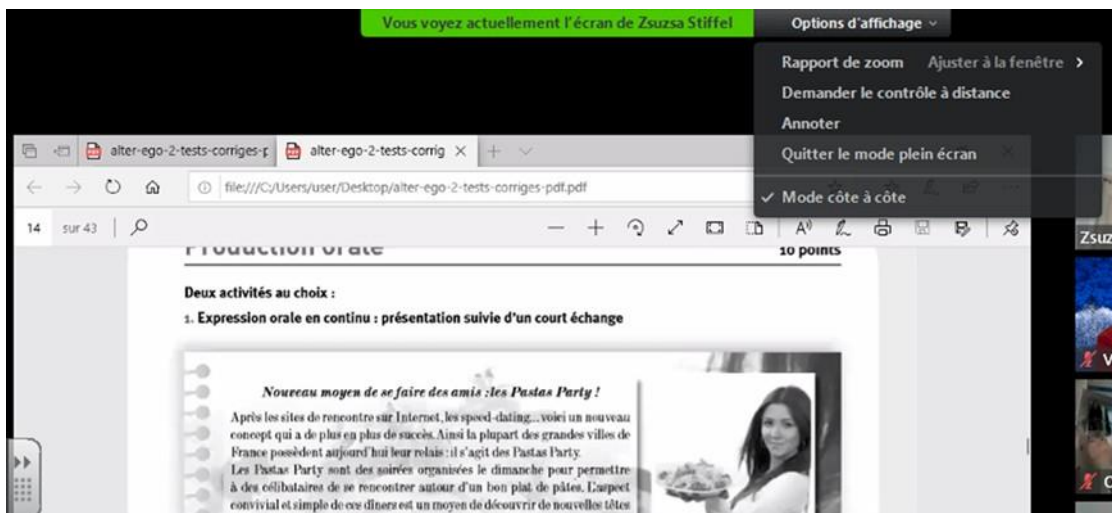 Vous voyez actuellement l'écran de Zsuzsa Stiffel
Options d'affichage
Rapport de zoom Ajuster à la fenêtre
Demander le contrôle à distance
Annoter
Quitter le mode plein écran
Mode côte à côte
alter-ego-2-tests-corriges-p
alter-ego-2-tests-corrig
file:///C:/Users/user/Desktop/alter-ego-2-tests-corriges-pdf.pdf
14 sur 43
Zsuz
Production orale 10 points
Deux activités au choix :
1. Expression orale en continu : présentation suivie d'un court échange
Nouveau moyen de se faire des amis : les Pastas Party !
Après les sites de rencontre sur Internet, les speed-dating... voici un nouveau
concept qui a de plus en plus de succès. Ainsi la plupart des grandes villes de
France possèdent aujourd'hui leur relais : il s'agit des Pastas Party.
Les Pastas Party sont des soirées organisées le dimanche pour permettre
à des célibataires de se rencontrer autour d'un bon plat de pâtes. L'aspect
convivial et simple de ces dîners est un moyen de découvrir de nouvelles têtes